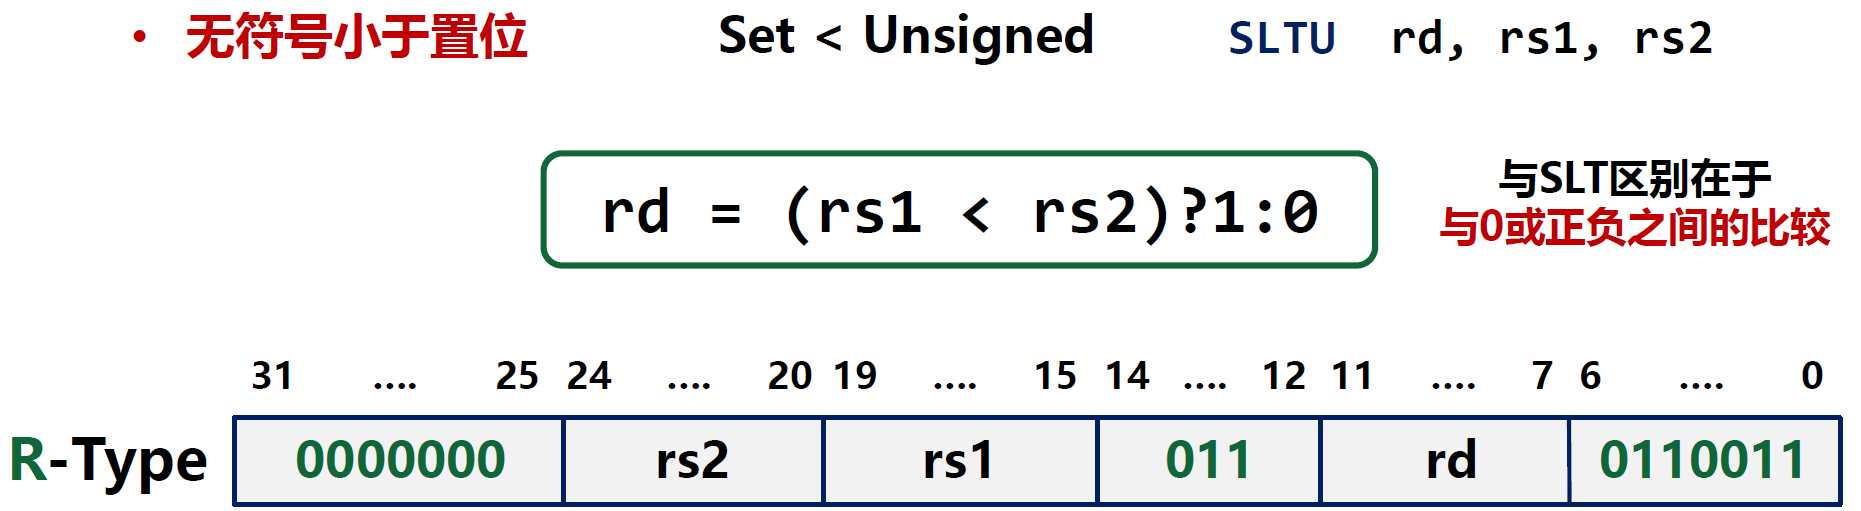 • 无符号小于置位 Set < Unsigned SLTU rd, rs1, rs2
rd = (rs1 < rs2)?1:0
与SLT区别在于
与0或正负之间的比较
31 .... 25 24 .... 20 19 .... 15 14 .... 12 11 .... 7 6 .... 0
R-Type 0000000 rs2 rs1 011 rd 0110011